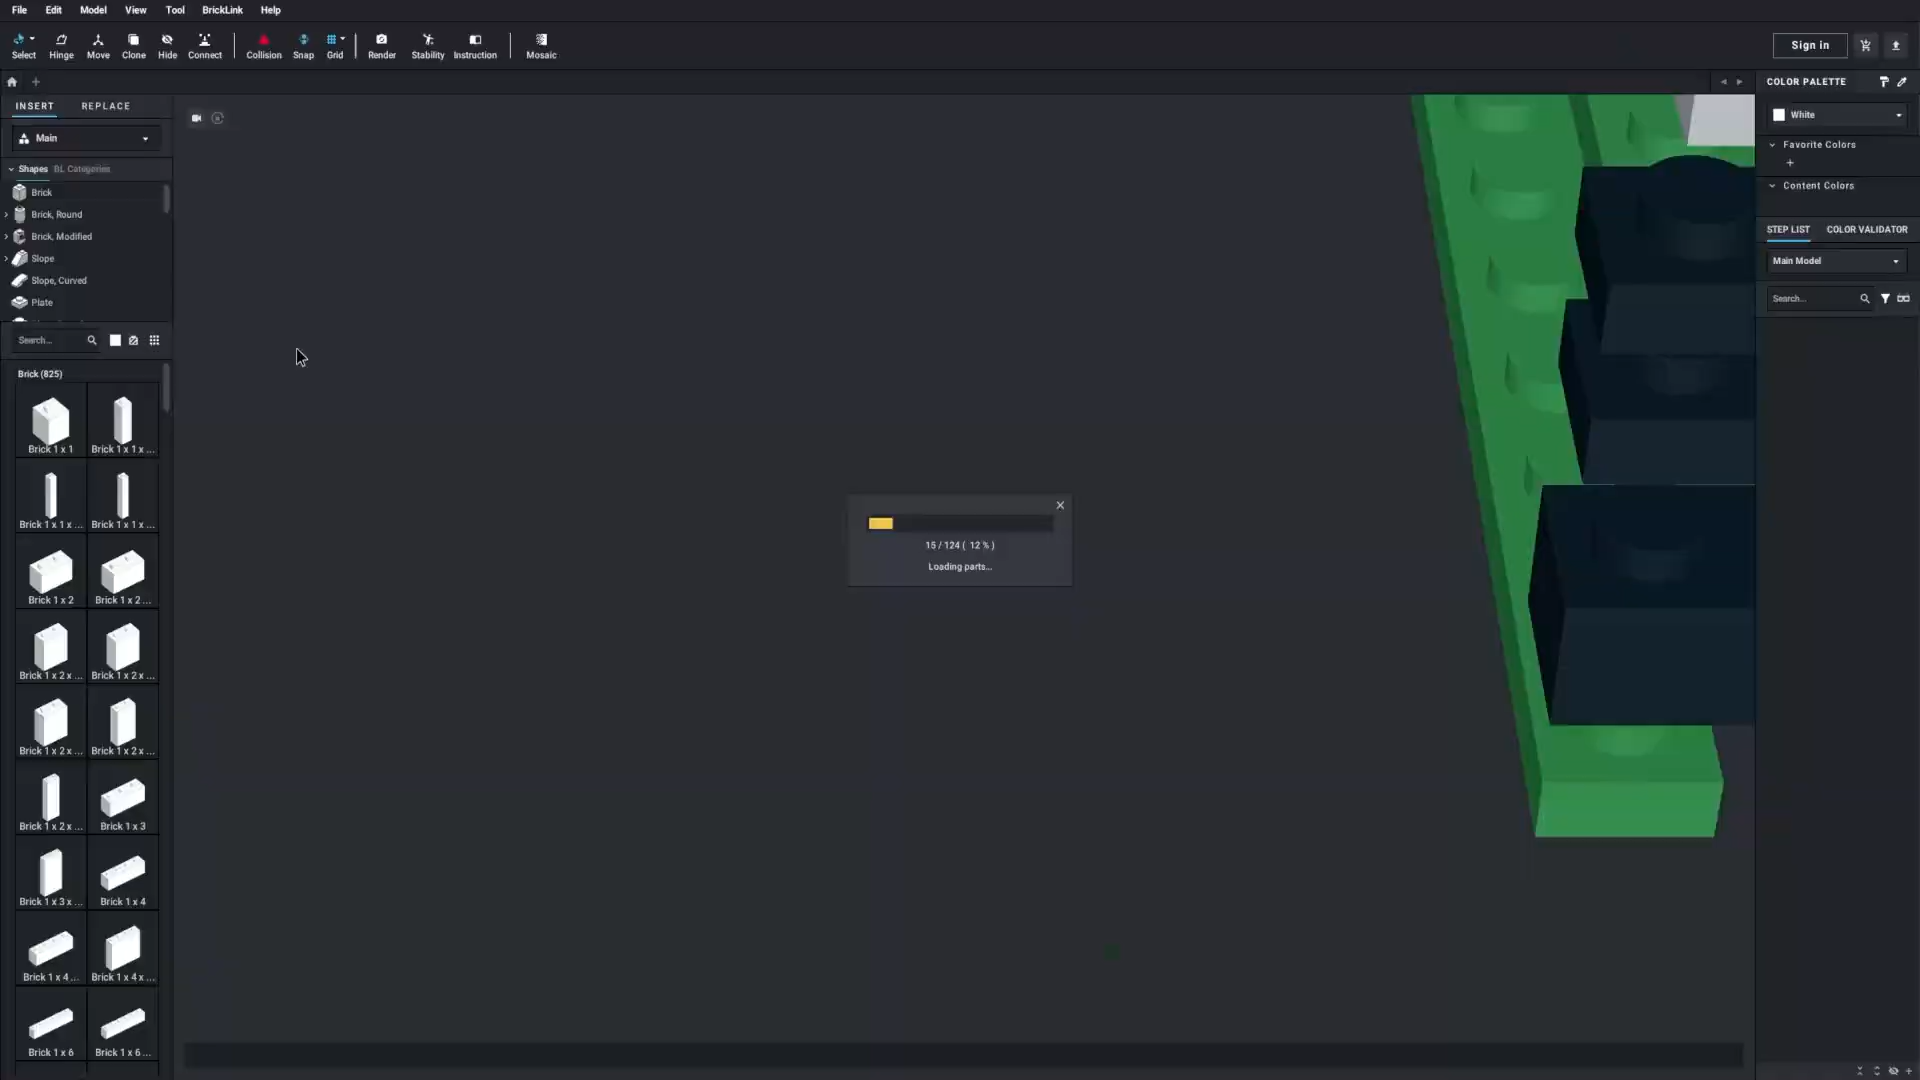 File Edit Model View Tool BrickLink Help
Select Hinge Move Clone Hide Connect Collision Snap Grid Render Stability Instruction Mosaic
Sign in
INSERT REPLACE
COLOR PALETTE
Main
White
Shapes BL Categories
Favorite Colors
Brick
Content Colors
Brick, Round
Brick, Modified
STEP LIST COLOR VALIDATOR
Slope
Main Model
Slope, Curved
Plate
Search...
Search...
Brick (825)
Brick 1 x 1 Brick 1 x 1 x ...
Brick 1 x 1 x ... Brick 1 x 1 x ...
15 / 124 ( 12 % )
Loading parts...
Brick 1 x 2 Brick 1 x 2 ...
Brick 1 x 2 x ... Brick 1 x 2 x ...
Brick 1 x 2 x ... Brick 1 x 2 x ...
Brick 1 x 2 x ... Brick 1 x 3
Brick 1 x 3 x ... Brick 1 x 4
Brick 1 x 4 ... Brick 1 x 4 x ...
Brick 1 x 6 Brick 1 x 6 ...